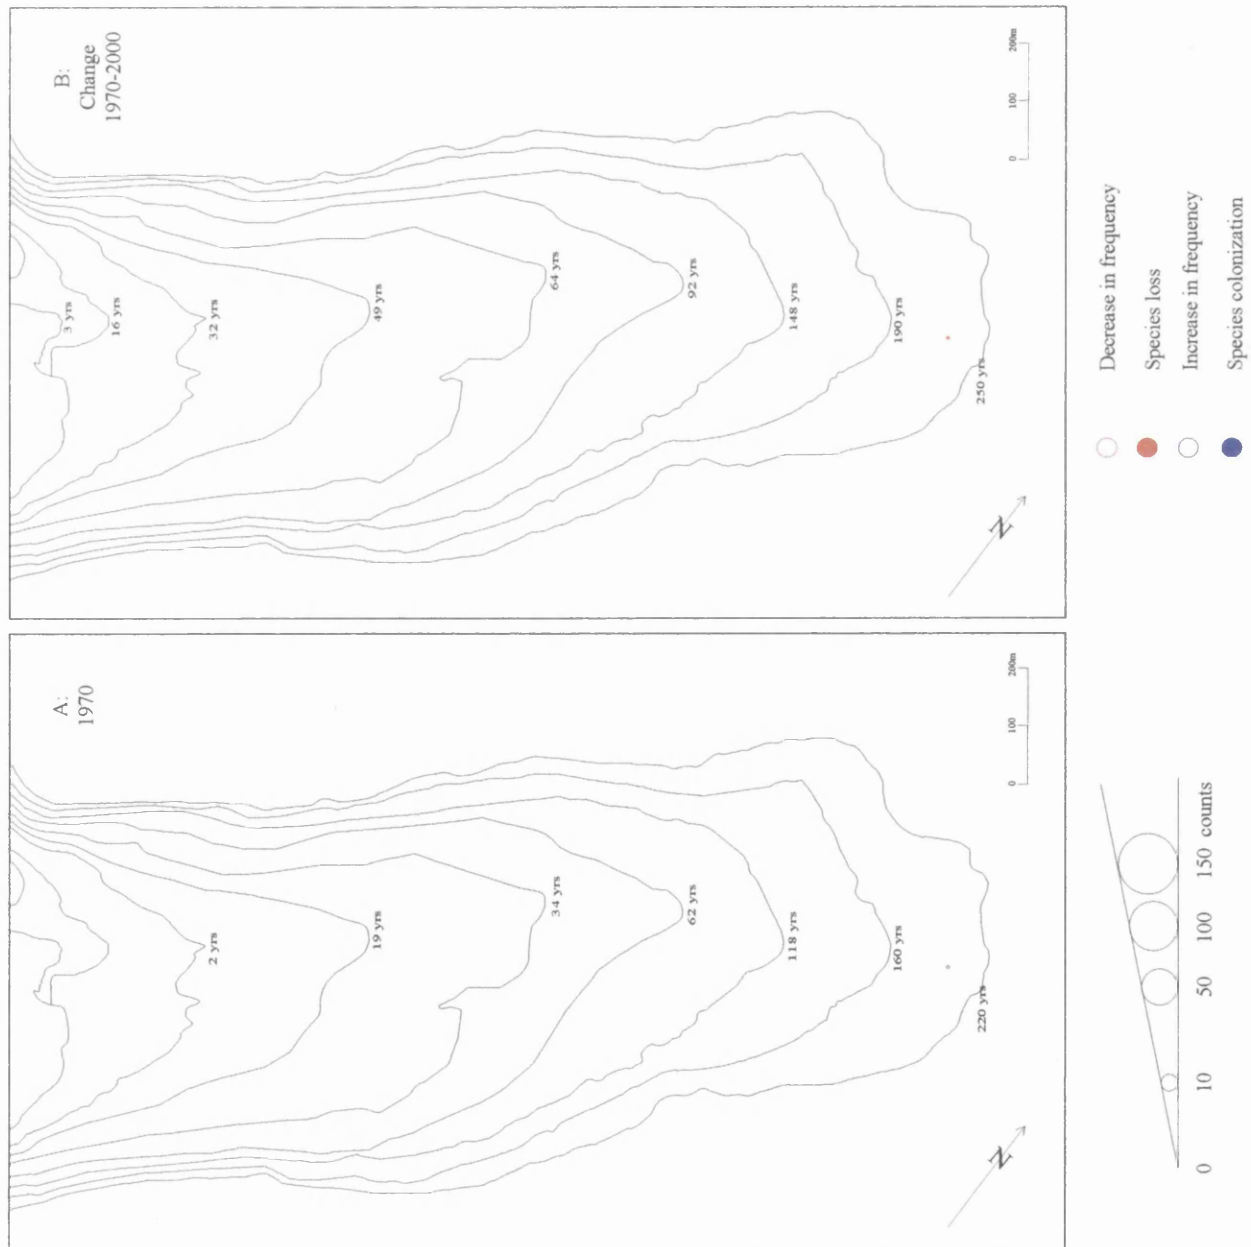 A:
1970
2 yrs
19 yrs
34 yrs
62 yrs
118 yrs
160 yrs
220 yrs
N
0 100 200m
B:
Change
1970-2000
3 yrs
16 yrs
32 yrs
49 yrs
64 yrs
92 yrs
148 yrs
190 yrs
250 yrs
N
0 100 200m
0 10 50 100 150 counts
Decrease in frequency
Species loss
Increase in frequency
Species colonization